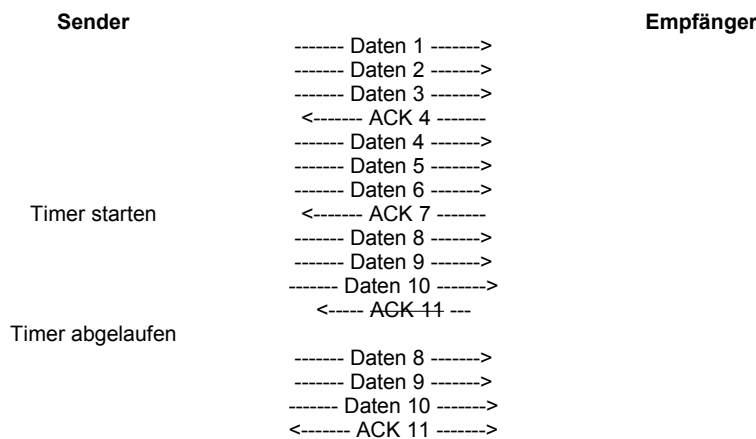 Sender Empfänger
------- Daten 1 ------->
------- Daten 2 ------->
------- Daten 3 ------->
<------- ACK 4 -------
------- Daten 4 ------->
------- Daten 5 ------->
------- Daten 6 ------->
Timer starten <------- ACK 7 -------
------- Daten 8 ------->
------- Daten 9 ------->
------- Daten 10 ------->
<----- ACK 11 ---
Timer abgelaufen
------- Daten 8 ------->
------- Daten 9 ------->
------- Daten 10 ------->
<------- ACK 11 ------->